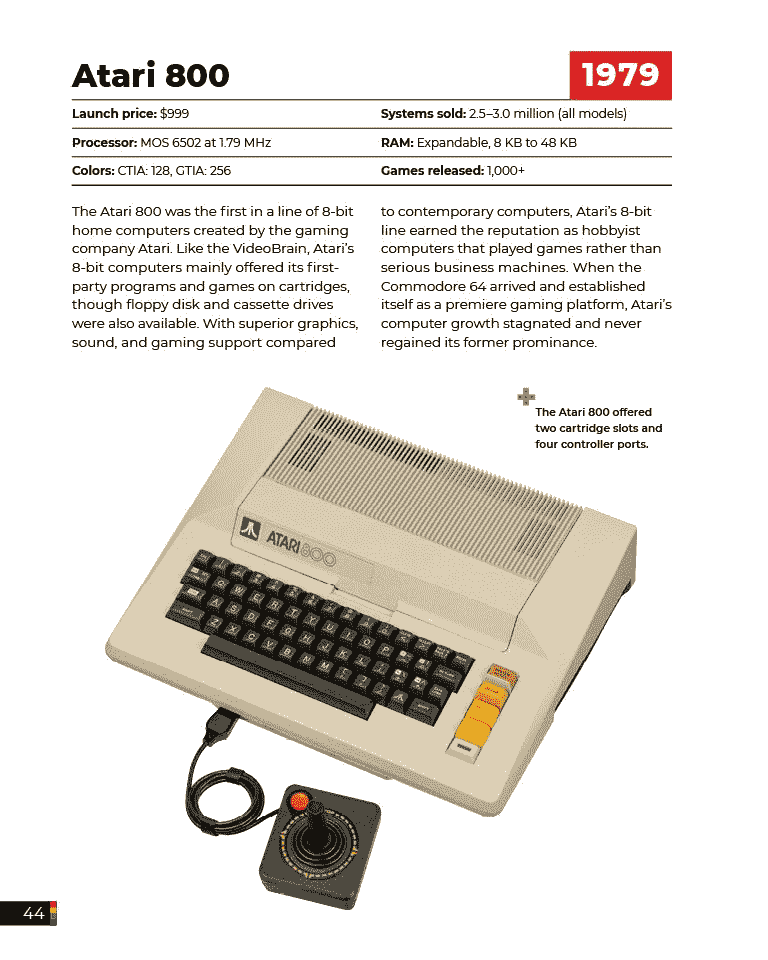 Atari 800
1979
Launch price: $999
Systems sold: 2.5–3.0 million (all models)
Processor: MOS 6502 at 1.79 MHz
RAM: Expandable, 8 KB to 48 KB
Colors: CTIA: 128, GTIA: 256
Games released: 1,000+
The Atari 800 was the first in a line of 8-bit
home computers created by the gaming
company Atari. Like the VideoBrain, Atari’s
8-bit computers mainly offered its first-
party programs and games on cartridges,
though floppy disk and cassette drives
were also available. With superior graphics,
sound, and gaming support compared
to contemporary computers, Atari’s 8-bit
line earned the reputation as hobbyist
computers that played games rather than
serious business machines. When the
Commodore 64 arrived and established
itself as a premiere gaming platform, Atari’s
computer growth stagnated and never
regained its former prominance.
The Atari 800 offered
two cartridge slots and
four controller ports.
ATARI 800
Q W E R T Y U I O P
A S D F G H J K L
Z X C V B N M
44